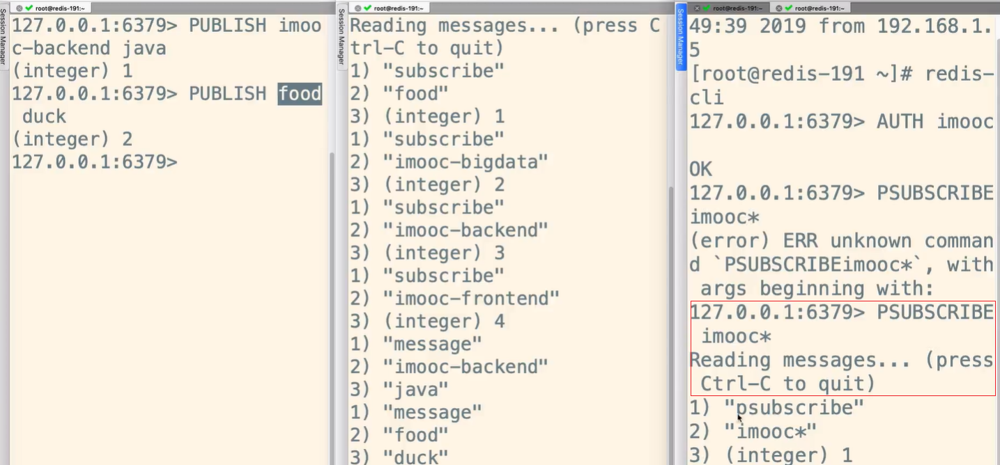 root@redis-191:~
Session Manager
127.0.0.1:6379> PUBLISH imoo
c-backend java
(integer) 1
127.0.0.1:6379> PUBLISH food
 duck
(integer) 2
127.0.0.1:6379>
root@redis-191:~
Session Manager
Reading messages... (press C
trl-C to quit)
1) "subscribe"
2) "food"
3) (integer) 1
1) "subscribe"
2) "imooc-bigdata"
3) (integer) 2
1) "subscribe"
2) "imooc-backend"
3) (integer) 3
1) "subscribe"
2) "imooc-frontend"
3) (integer) 4
1) "message"
2) "imooc-backend"
3) "java"
1) "message"
2) "food"
3) "duck"
root@redis-191:~
root@redis-191:~
Session Manager
49:39 2019 from 192.168.1.
5
[root@redis-191 ~]# redis-
cli
127.0.0.1:6379> AUTH imooc
OK
127.0.0.1:6379> PSUBSCRIBE
imooc*
(error) ERR unknown comman
d `PSUBSCRIBEimooc*`, with
 args beginning with:
127.0.0.1:6379> PSUBSCRIBE
 imooc*
Reading messages... (press
 Ctrl-C to quit)
1) "psubscribe"
2) "imooc*"
3) (integer) 1